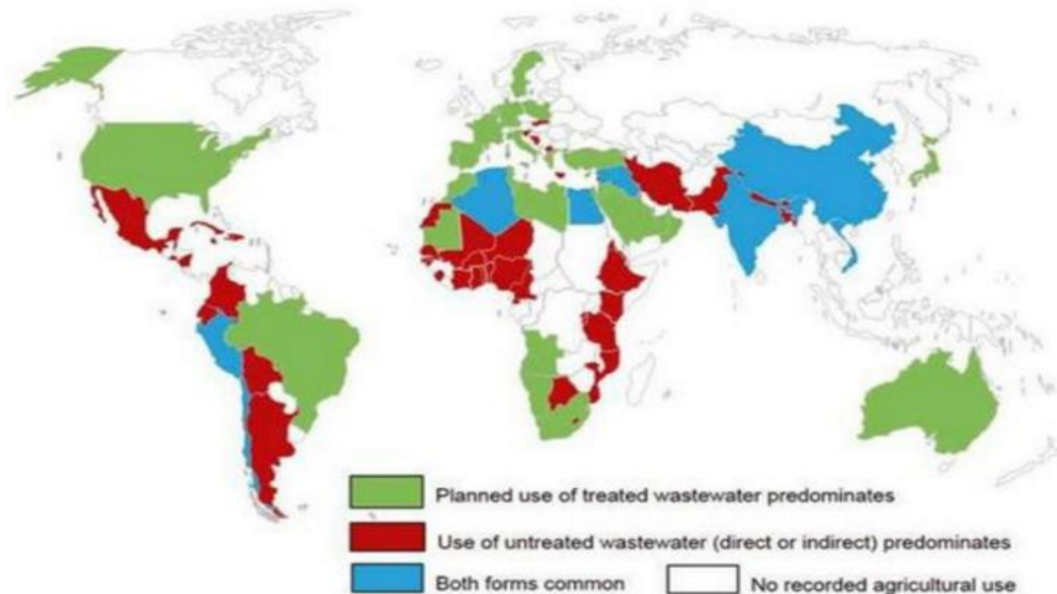 Planned use of treated wastewater predominates
Use of untreated wastewater (direct or indirect) predominates
Both forms common
No recorded agricultural use